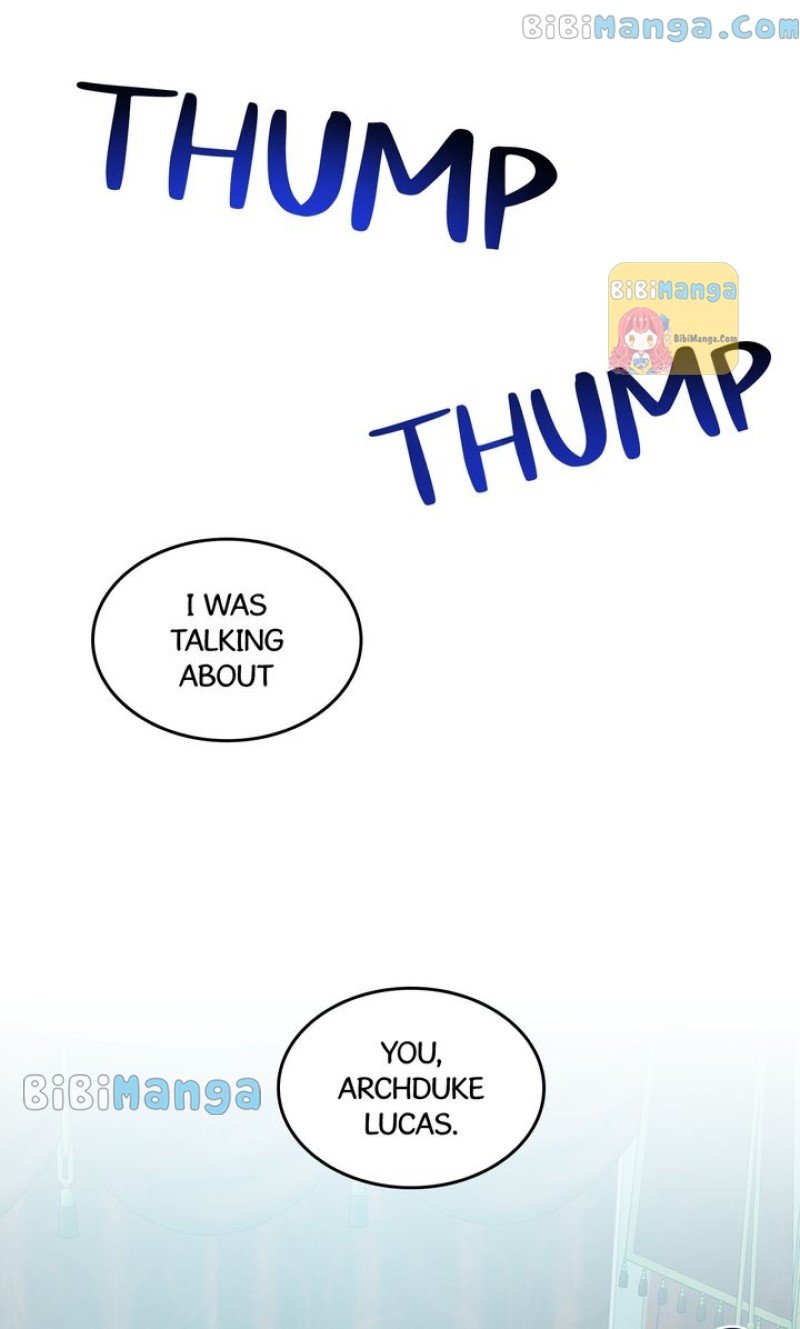 BiBiManga.Com
THUMP
BiBiManga
BibiManga.Com
THUMP
I WAS
TALKING
ABOUT
YOU,
ARCHDUKE
LUCAS.
BiBiManga